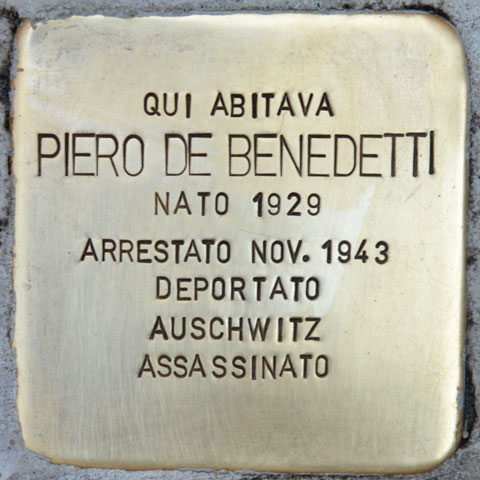 QUI ABITAVA
PIERO DE BENEDETTI
NATO 1929
ARRESTATO NOV. 1943
DEPORTATO
AUSCHWITZ
ASSASSINATO